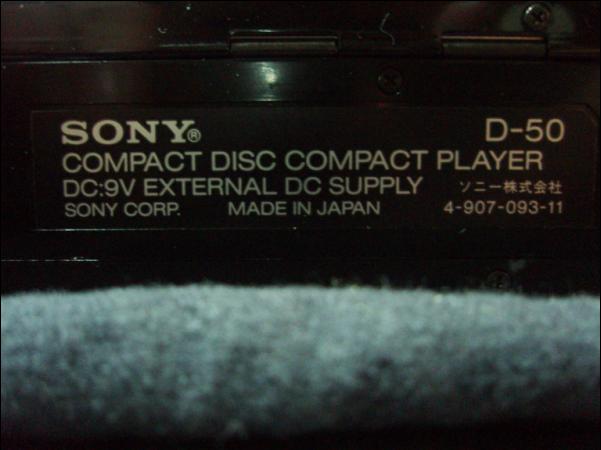 SONY® D-50
COMPACT DISC COMPACT PLAYER
DC:9V EXTERNAL DC SUPPLY ソニー株式会社
SONY CORP. MADE IN JAPAN 4-907-093-11